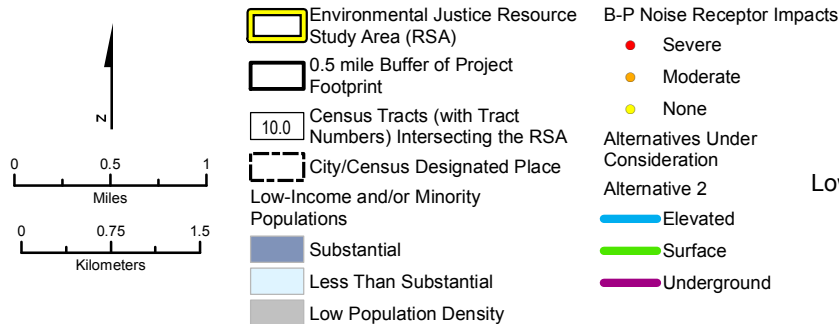 N
0 0.5 1
Miles
0 0.75 1.5
Kilometers
Environmental Justice Resource
Study Area (RSA)
0.5 mile Buffer of Project
Footprint
10.0
Census Tracts (with Tract
Numbers) Intersecting the RSA
City/Census Designated Place
Low-Income and/or Minority
Populations
Substantial
Less Than Substantial
Low Population Density
B-P Noise Receptor Impacts
Severe
Moderate
None
Alternatives Under
Consideration
Alternative 2
Elevated
Surface
Underground